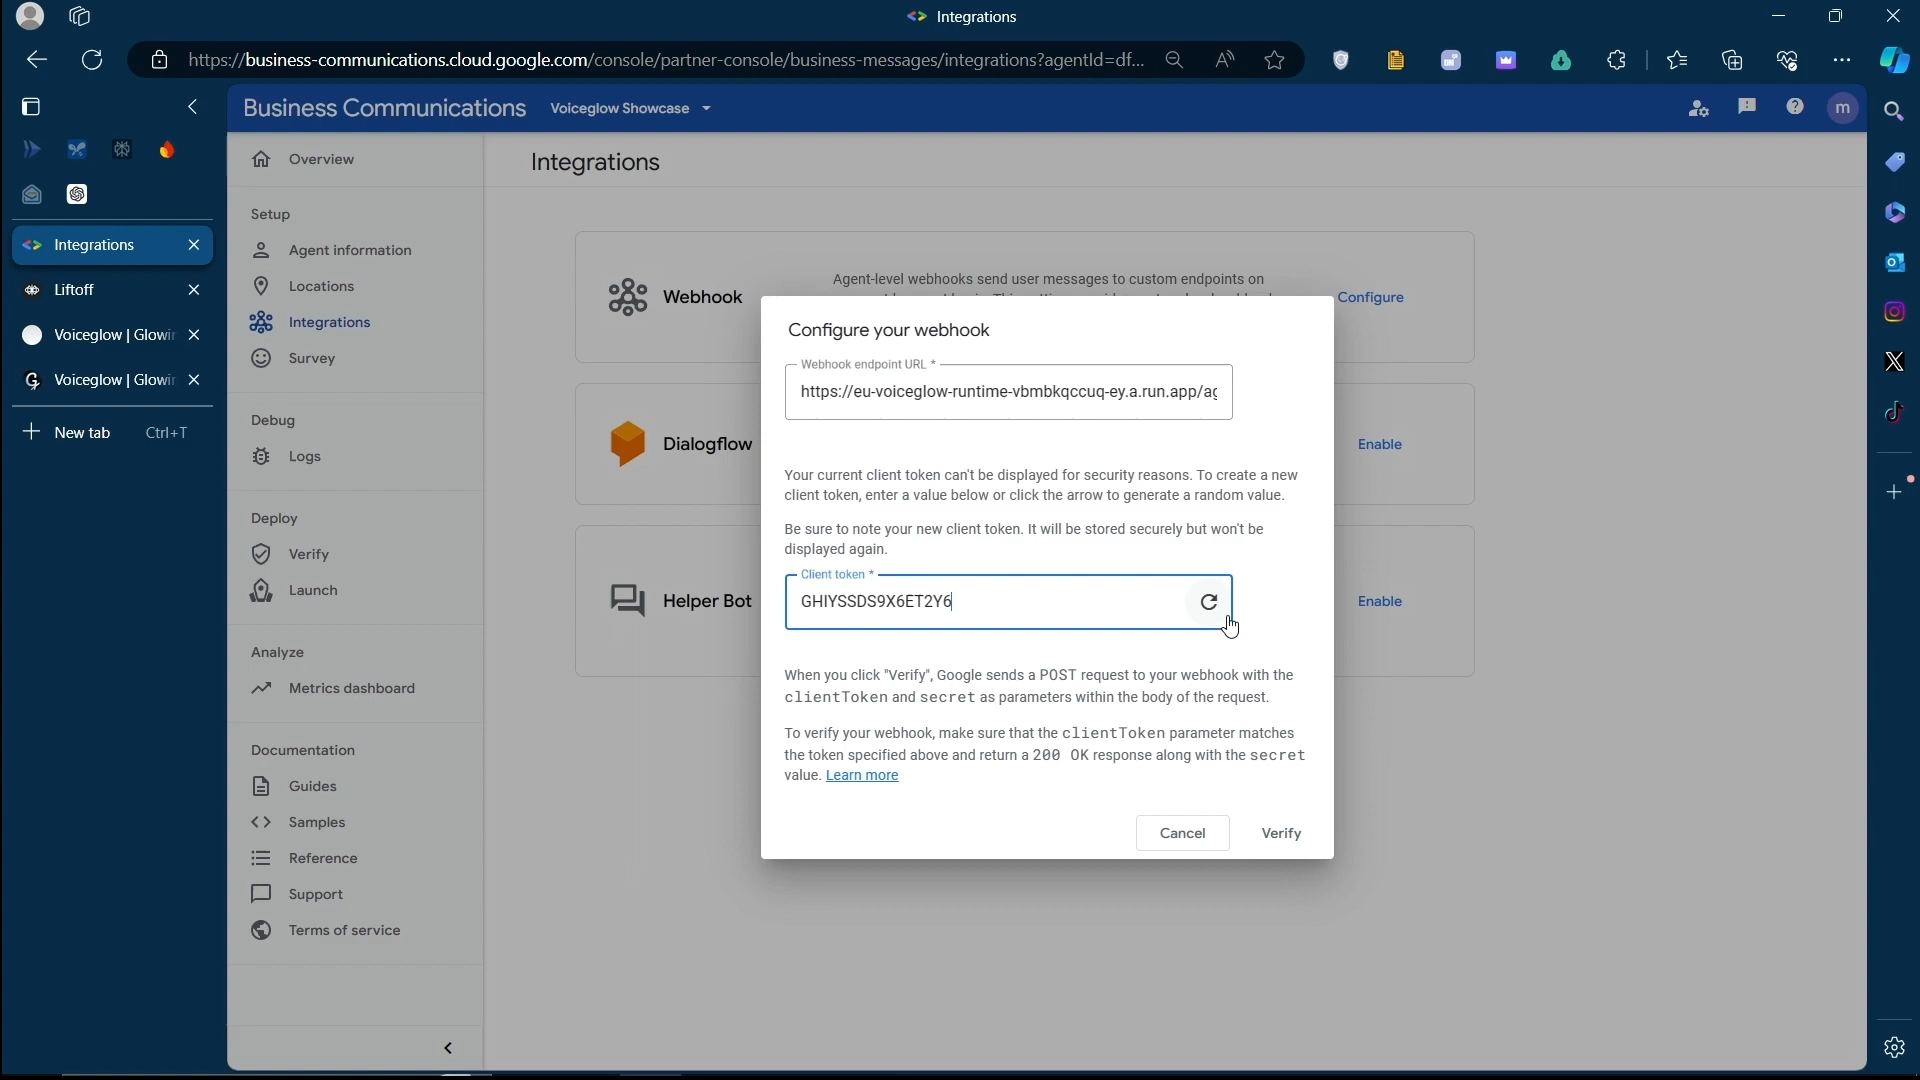 Integrations
https://business-communications.cloud.google.com/console/partner-console/business-messages/integrations?agentId=df...
Business Communications
Voiceglow Showcase
m
Integrations
Liftoff
Voiceglow | Glowin
Voiceglow | Glowin
New tab Ctrl+T
Overview
Setup
Agent information
Locations
Integrations
Survey
Debug
Logs
Deploy
Verify
Launch
Analyze
Metrics dashboard
Documentation
Guides
Samples
Reference
Support
Terms of service
Integrations
Webhook
Agent-level webhooks send user messages to custom endpoints on
Configure
Dialogflow
Enable
Helper Bot
Enable
Configure your webhook
Webhook endpoint URL *
https://eu-voiceglow-runtime-vbmbkqccuq-ey.a.run.app/ag
Your current client token can't be displayed for security reasons. To create a new
client token, enter a value below or click the arrow to generate a random value.
Be sure to note your new client token. It will be stored securely but won't be
displayed again.
Client token *
GHIYSSDS9X6ET2Y6
When you click "Verify", Google sends a POST request to your webhook with the
clientToken and secret as parameters within the body of the request.
To verify your webhook, make sure that the clientToken parameter matches
the token specified above and return a 200 OK response along with the secret
value. Learn more
Cancel
Verify